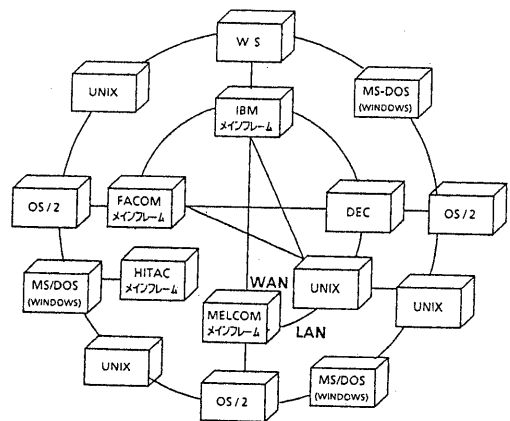 W S
UNIX
MS-DOS
(WINDOWS)
IBM
メインフレーム
OS/2
FACOM
メインフレーム
DEC
OS/2
MS/DOS
(WINDOWS)
HITAC
メインフレーム
WAN
UNIX
UNIX
MELCOM
メインフレーム
LAN
UNIX
OS/2
MS/DOS
(WINDOWS)